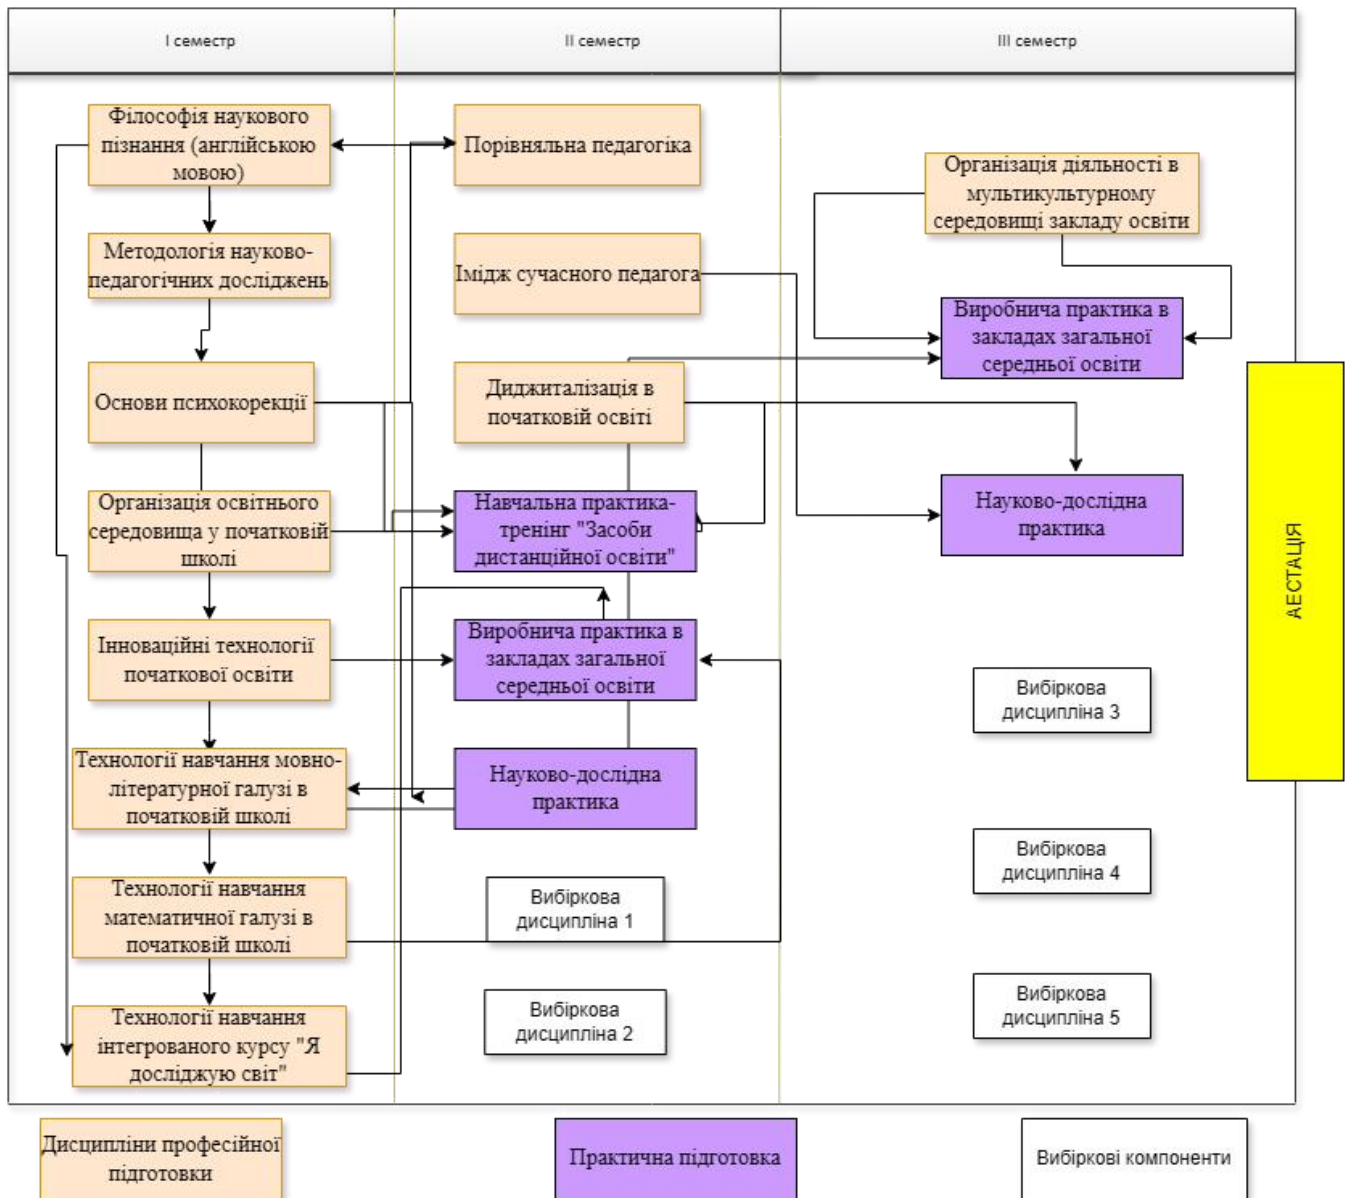 І семестр
ІІ семестр
ІІІ семестр
Філософія наукового
пізнання (англійською
мовою)
Методологія науково-
педагогічних досліджень
Основи психокорекції
Організація освітнього
середовища у початковій
школі
Інноваційні технології
початкової освіти
Технології навчання мовно-
літературної галузі в
початковій школі
Технології навчання
математичної галузі в
початковій школі
Технології навчання
інтегрованого курсу "Я
досліджую світ"
Порівняльна педагогіка
Імідж сучасного педагога
Диджиталізація в
початковій освіті
Навчальна практика-
тренінг "Засоби
дистанційної освіти"
Виробнича практика в
закладах загальної
середньої освіти
Науково-дослідна
практика
Вибіркова
дисципліна 1
Вибіркова
дисципліна 2
Організація діяльності в
мультикультурному
середовищі закладу освіти
Виробнича практика в
закладах загальної
середньої освіти
Науково-дослідна
практика
Вибіркова
дисципліна 3
Вибіркова
дисципліна 4
Вибіркова
дисципліна 5
АЕСТАЦІЯ
Дисципліни професійної
підготовки
Практична підготовка
Вибіркові компоненти